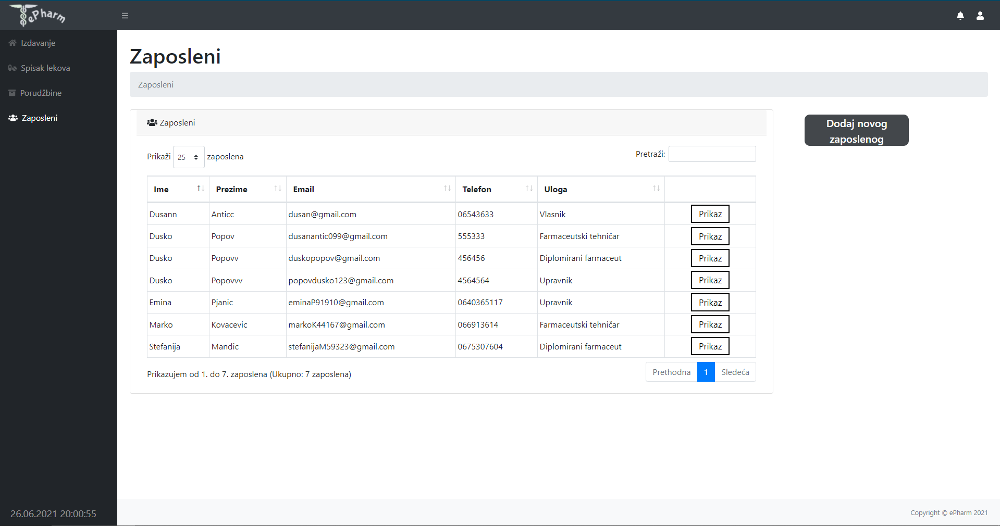 ePharm
Izdavanje
Spisak lekova
Porudžbine
Zaposleni
26.06.2021 20:00:55
Zaposleni
Zaposleni
Zaposleni
Dodaj novog
zaposlenog
Prikaži 25 zaposlena
Pretraži:
Ime Prezime Email Telefon Uloga
Dusann Anticc dusan@gmail.com 06543633 Vlasnik Prikaz
Dusko Popov dusanantic099@gmail.com 555333 Farmaceutski tehničar Prikaz
Dusko Popovv duskopopov@gmail.com 456456 Diplomirani farmaceut Prikaz
Dusko Popovvv popovdusko123@gmail.com 4564564 Upravnik Prikaz
Emina Pjanic eminaP91910@gmail.com 0640365117 Upravnik Prikaz
Marko Kovacevic markoK44167@gmail.com 066913614 Farmaceutski tehničar Prikaz
Stefanija Mandic stefanijaM59323@gmail.com 0675307604 Diplomirani farmaceut Prikaz
Prikazujem od 1. do 7. zaposlena (Ukupno: 7 zaposlena)
Prethodna 1 Sledeća
Copyright © ePharm 2021